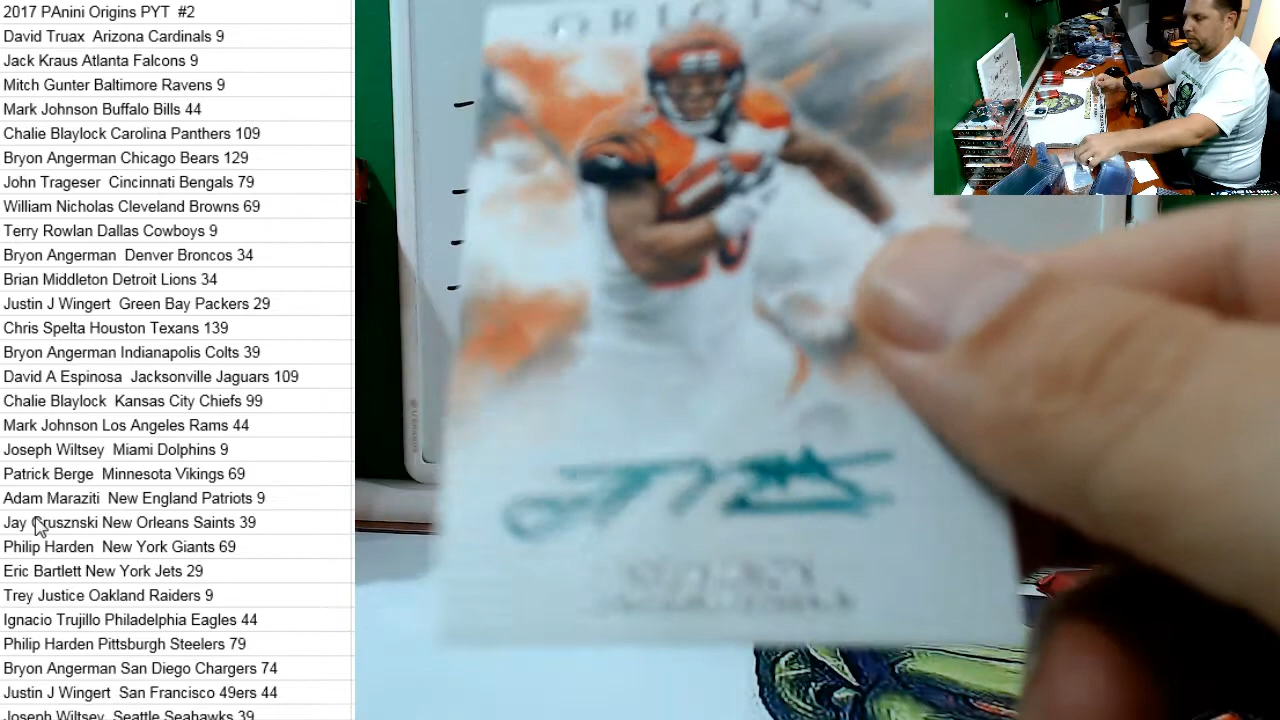 2017 PAnini Origins PYT #2
David Truax Arizona Cardinals 9
Jack Kraus Atlanta Falcons 9
Mitch Gunter Baltimore Ravens 9
Mark Johnson Buffalo Bills 44
Chalie Blaylock Carolina Panthers 109
Bryon Angerman Chicago Bears 129
John Trageser Cincinnati Bengals 79
William Nicholas Cleveland Browns 69
Terry Rowlan Dallas Cowboys 9
Bryon Angerman Denver Broncos 34
Brian Middleton Detroit Lions 34
Justin J Wingert Green Bay Packers 29
Chris Spelta Houston Texans 139
Bryon Angerman Indianapolis Colts 39
David A Espinosa Jacksonville Jaguars 109
Chalie Blaylock Kansas City Chiefs 99
Mark Johnson Los Angeles Rams 44
Joseph Wiltsey Miami Dolphins 9
Patrick Berge Minnesota Vikings 69
Adam Maraziti New England Patriots 9
Jay Grusznski New Orleans Saints 39
Philip Harden New York Giants 69
Eric Bartlett New York Jets 29
Trey Justice Oakland Raiders 9
Ignacio Trujillo Philadelphia Eagles 44
Philip Harden Pittsburgh Steelers 79
Bryon Angerman San Diego Chargers 74
Justin J Wingert San Francisco 49ers 44
Joseph Wiltsey Seattle Seahawks 39
ORIGINS